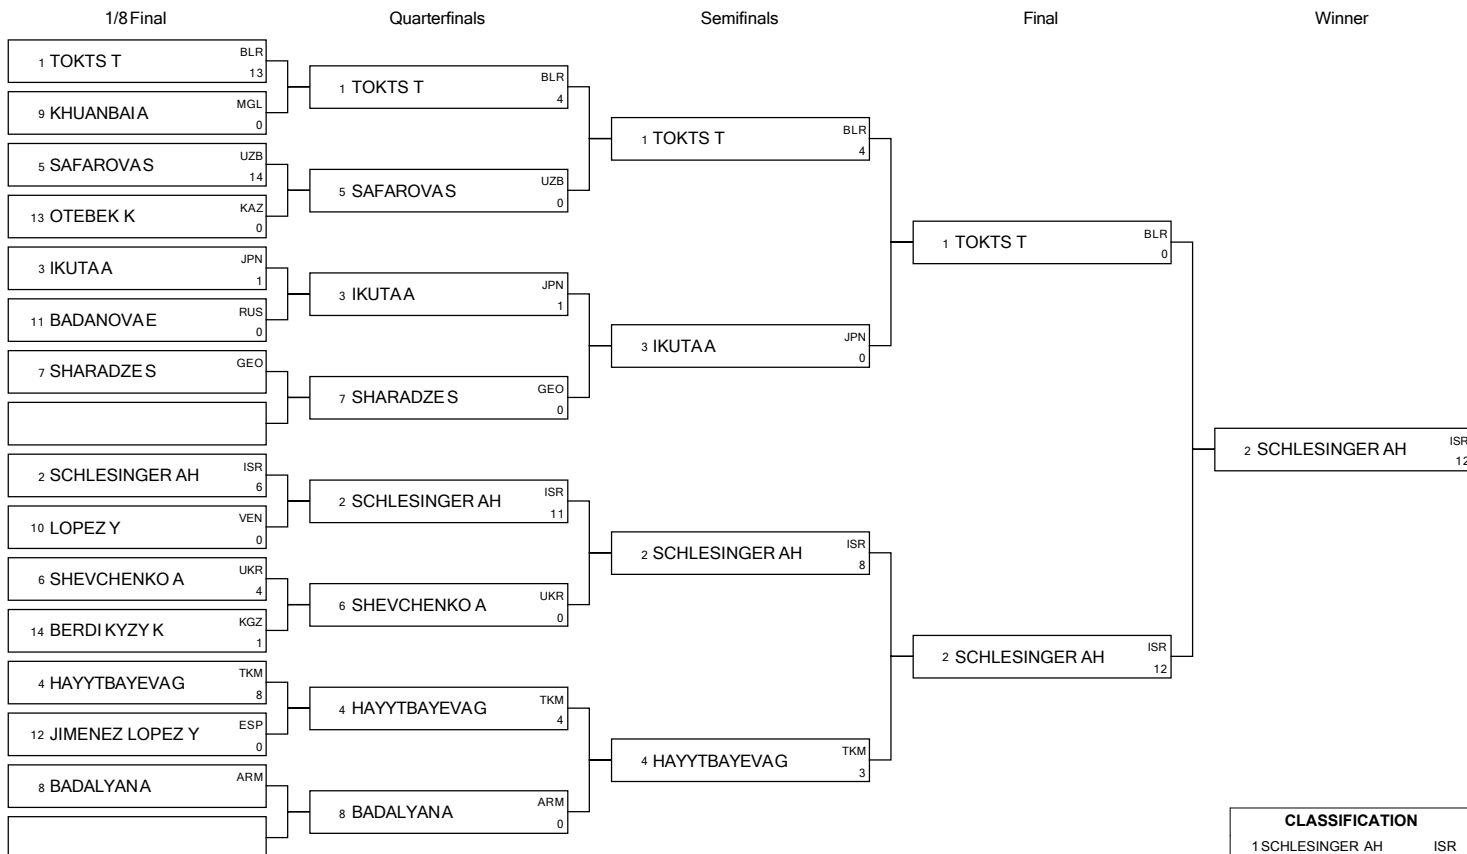 1/8 Final Quarterfinals Semifinals Final Winner
1 TOKTS T BLR 13
9 KHUANBAI A MGL 0
5 SAFAROVA S UZB 14
13 OTEBEK K KAZ 0
3 IKUTA A JPN 1
11 BADANOVA E RUS 0
7 SHARADZE S GEO
2 SCHLESINGER AH ISR 6
10 LOPEZ Y VEN 0
6 SHEVCHENKO A UKR 4
14 BERDI KYZY K KGZ 1
4 HAYYTBAYEVA G TKM 8
12 JIMENEZ LOPEZ Y ESP 0
8 BADALYAN A ARM
1 TOKTS T BLR 4
5 SAFAROVA S UZB 0
3 IKUTA A JPN 1
7 SHARADZE S GEO 0
2 SCHLESINGER AH ISR 11
6 SHEVCHENKO A UKR 0
4 HAYYTBAYEVA G TKM 4
8 BADALYAN A ARM 0
1 TOKTS T BLR 4
3 IKUTA A JPN 0
2 SCHLESINGER AH ISR 8
4 HAYYTBAYEVA G TKM 3
1 TOKTS T BLR 0
2 SCHLESINGER AH ISR 12
2 SCHLESINGER AH ISR 12
CLASSIFICATION
1 SCHLESINGER AH ISR